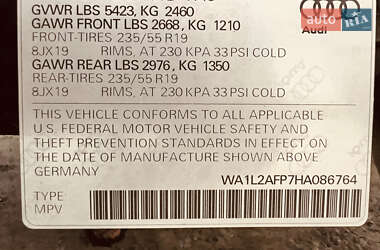 GVWR LBS 5423, KG 2460
GAWR FRONT LBS 2668, KG 1210
FRONT-TIRES 235/55 R19
8JX19 RIMS, AT 230 KPA 33 PSI COLD
GAWR REAR LBS 2976, KG 1350
REAR-TIRES 235/55 R19
8JX19 RIMS, AT 230 KPA 33 PSI COLD
Audi
AUTO RIA
THIS VEHICLE CONFORMS TO ALL APPLICABLE
U.S. FEDERAL MOTOR VEHICLE SAFETY AND
THEFT PREVENTION STANDARDS IN EFFECT ON
THE DATE OF MANUFACTURE SHOWN ABOVE
GERMANY
WA1L2AFP7HA086764
TYPE
MPV